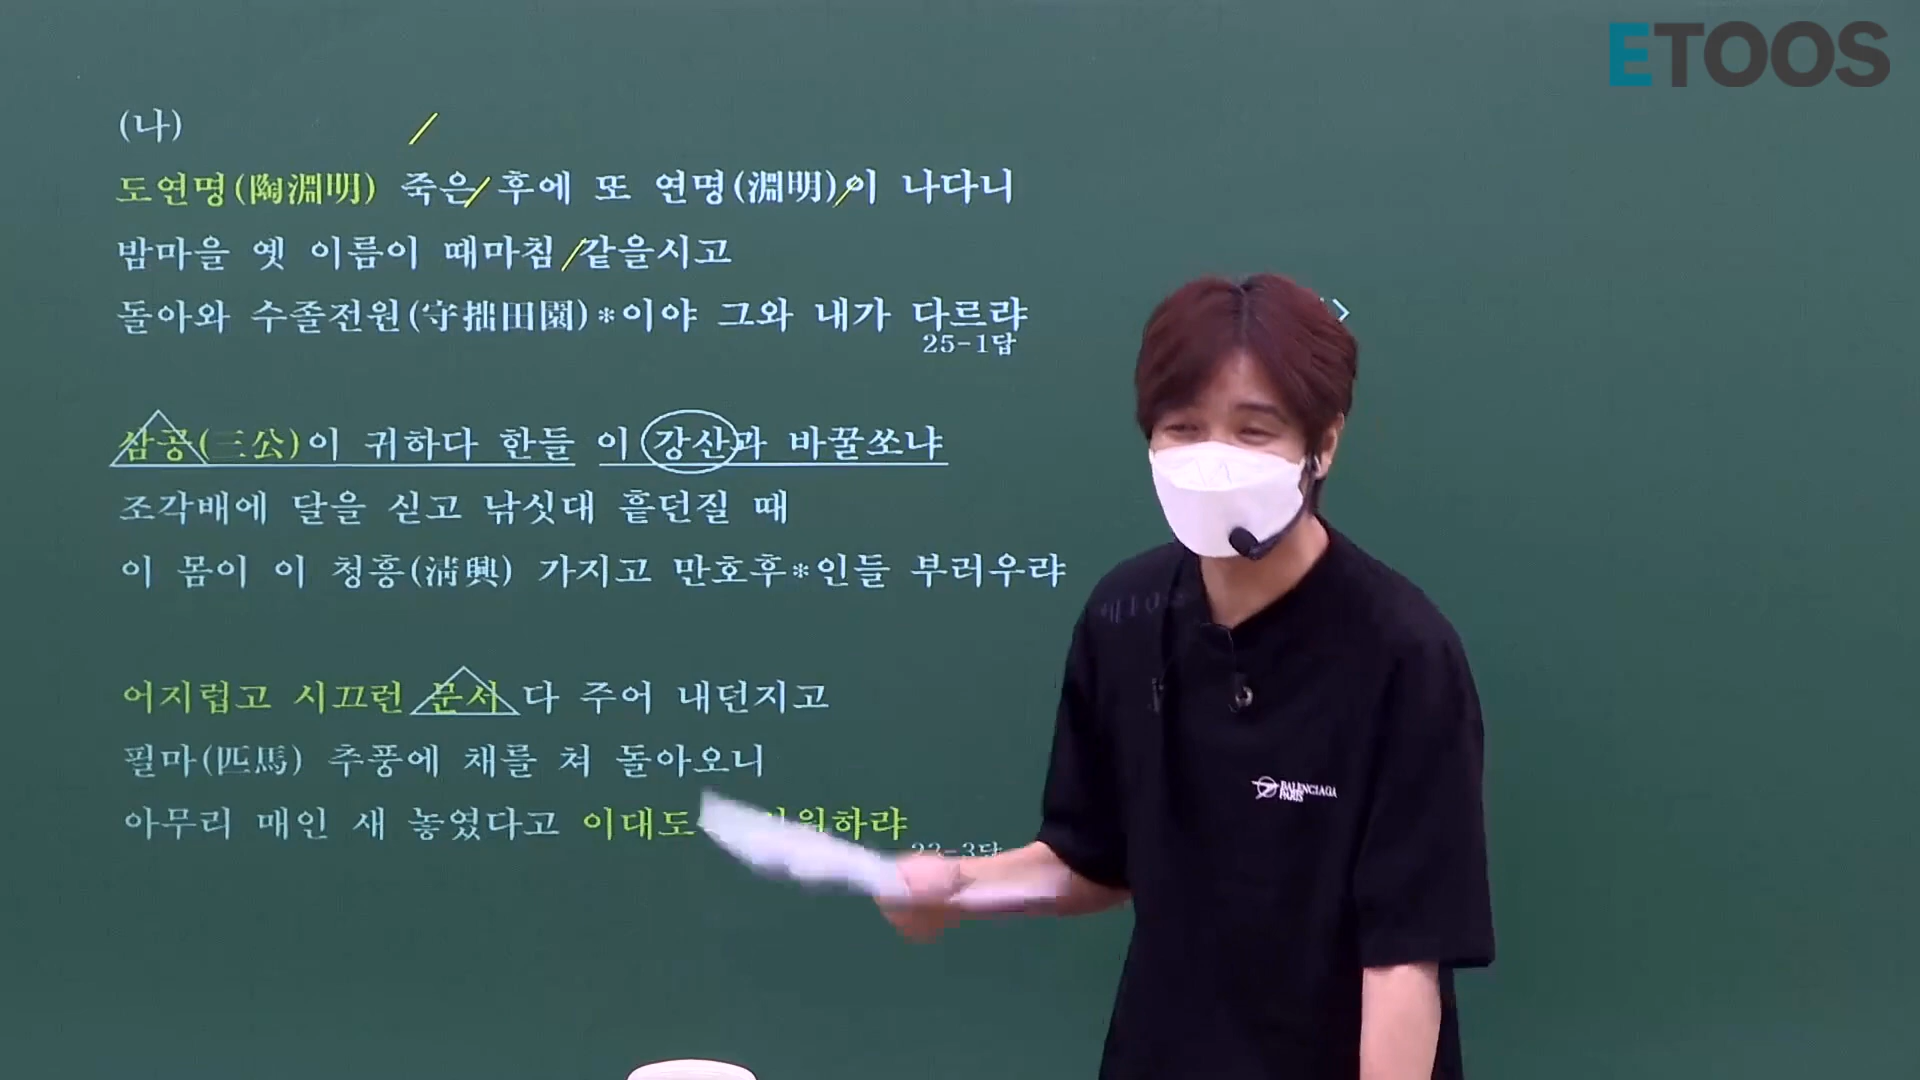 ETOOS
(나)
도연명(陶淵明) 죽은 후에 또 연명(淵明)이 나다니
밤마을 옛 이름이 때마침 같을시고
돌아와 수졸전원(守拙田園)*이야 그와 내가 다르랴
25-1답
삼공(三公)이 귀하다 한들 이 강산과 바꿀쏘냐
조각배에 달을 싣고 낚싯대 흩던질 때
이 몸이 이 청흥(淸興) 가지고 만호후*인들 부러우랴
어지럽고 시끄런 문서 다 주어 내던지고
필마(匹馬) 추풍에 채를 쳐 돌아오니
아무리 매인 새 놓였다고 이대도록
23-3답
BALENCIAGA
PARIS